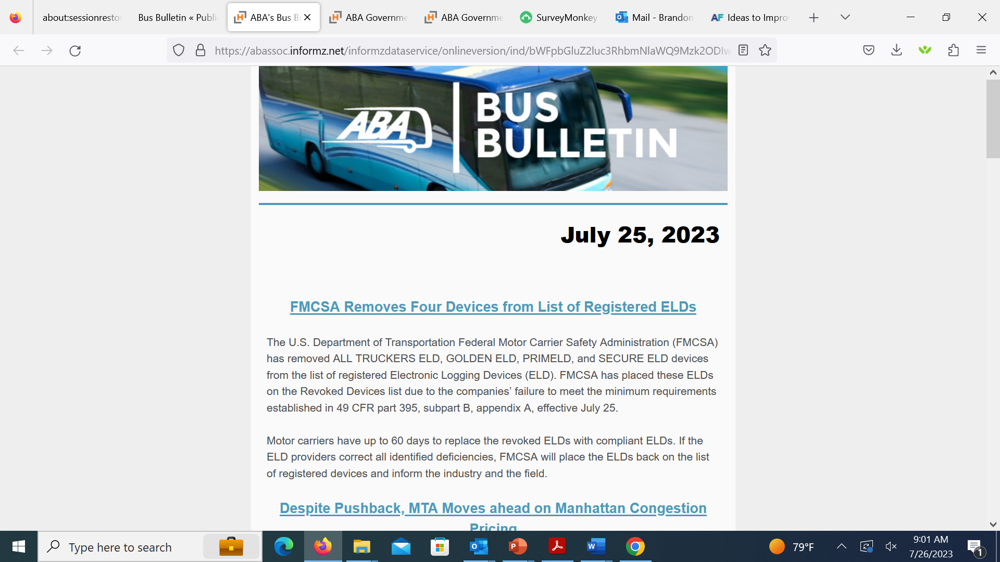 about:sessionresto
Bus Bulletin « Publi
ABA's Bus B
ABA Governme
ABA Governme
SurveyMonkey
Mail - Brandon
AF Ideas to Impro
https://abassoc.informz.net/informzdataservice/onlineversion/ind/bWFpbGluZ2luc3RhbmNlaWQ9Mzk2ODIw
ABA
BUS
BULLETIN
July 25, 2023
FMCSA Removes Four Devices from List of Registered ELDs
The U.S. Department of Transportation Federal Motor Carrier Safety Administration (FMCSA)
has removed ALL TRUCKERS ELD, GOLDEN ELD, PRIMELD, and SECURE ELD devices
from the list of registered Electronic Logging Devices (ELD). FMCSA has placed these ELDs
on the Revoked Devices list due to the companies’ failure to meet the minimum requirements
established in 49 CFR part 395, subpart B, appendix A, effective July 25.
Motor carriers have up to 60 days to replace the revoked ELDs with compliant ELDs. If the
ELD providers correct all identified deficiencies, FMCSA will place the ELDs back on the list
of registered devices and inform the industry and the field.
Despite Pushback, MTA Moves ahead on Manhattan Congestion
Pricing
Type here to search
79°F
9:01 AM
7/26/2023
1